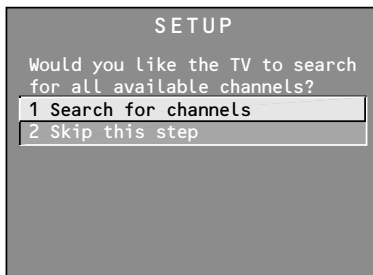 SETUP
Would you like the TV to search
for all available channels?
1 Search for channels
2 Skip this step